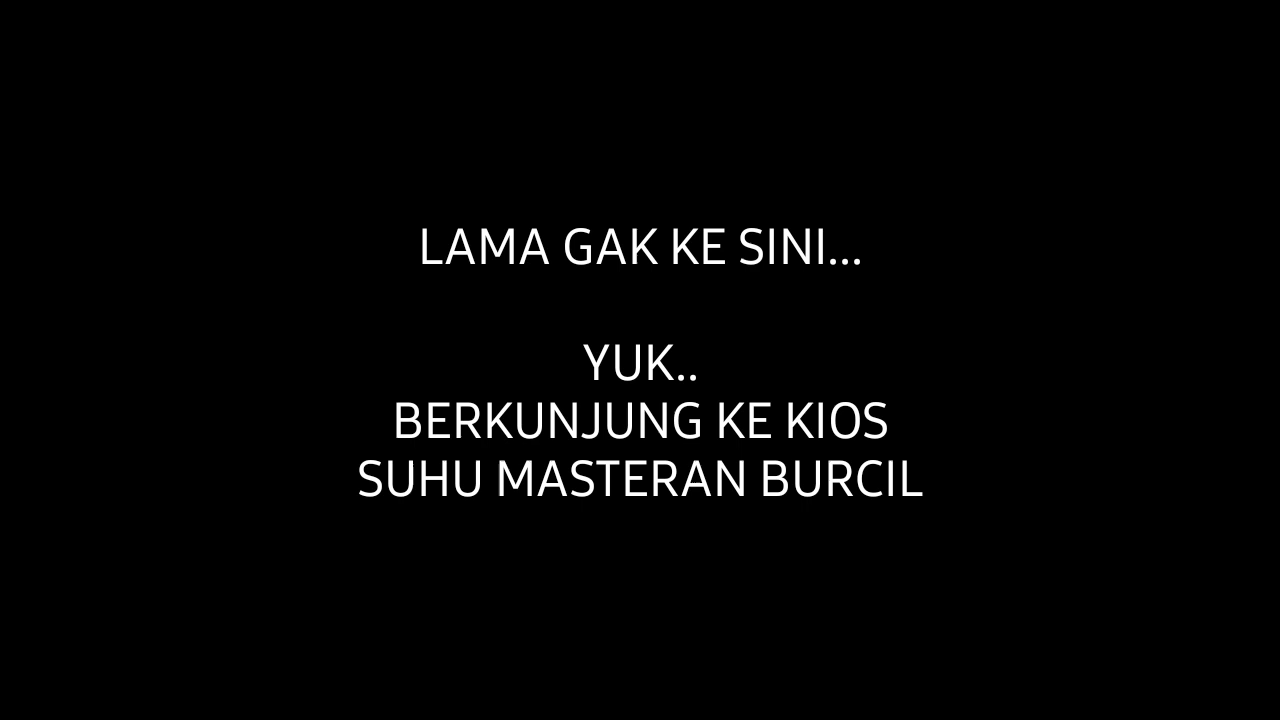 LAMA GAK KE SINI...
YUK..
BERKUNJUNG KE KIOS
SUHU MASTERAN BURCIL